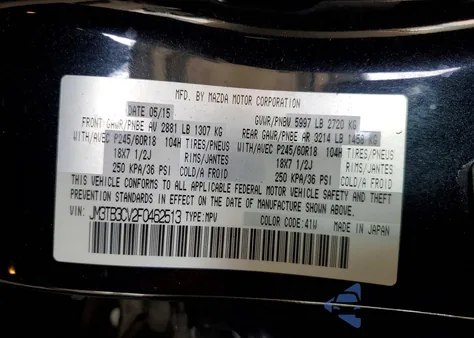 MFD. BY MAZDA MOTOR CORPORATION
DATE 05/15 GVWR/PNBV 5997 LB 2720 KG
FRONT GAWR/PNBE AV 2881 LB 1307 KG REAR GAWR/PNBE AR 3214 LB 1458 KG
WITH/AVEC P245/60R18 104H TIRES/PNEUS WITH/AVEC P245/60R18 104H TIRES/PNEUS
18X7 1/2J RIMS/JANTES 18X7 1/2J RIMS/JANTES
250 KPA/36 PSI COLD/A FROID 250 KPA/36 PSI COLD/A FROID
THIS VEHICLE CONFORMS TO ALL APPLICABLE FEDERAL MOTOR VEHICLE SAFETY AND THEFT
PREVENTION STANDARDS IN EFFECT ON THE DATE OF MANUFACTURE SHOWN ABOVE.
VIN: JM3TB3CV2F0462513 TYPE: MPV COLOR CODE: 41W MADE IN JAPAN